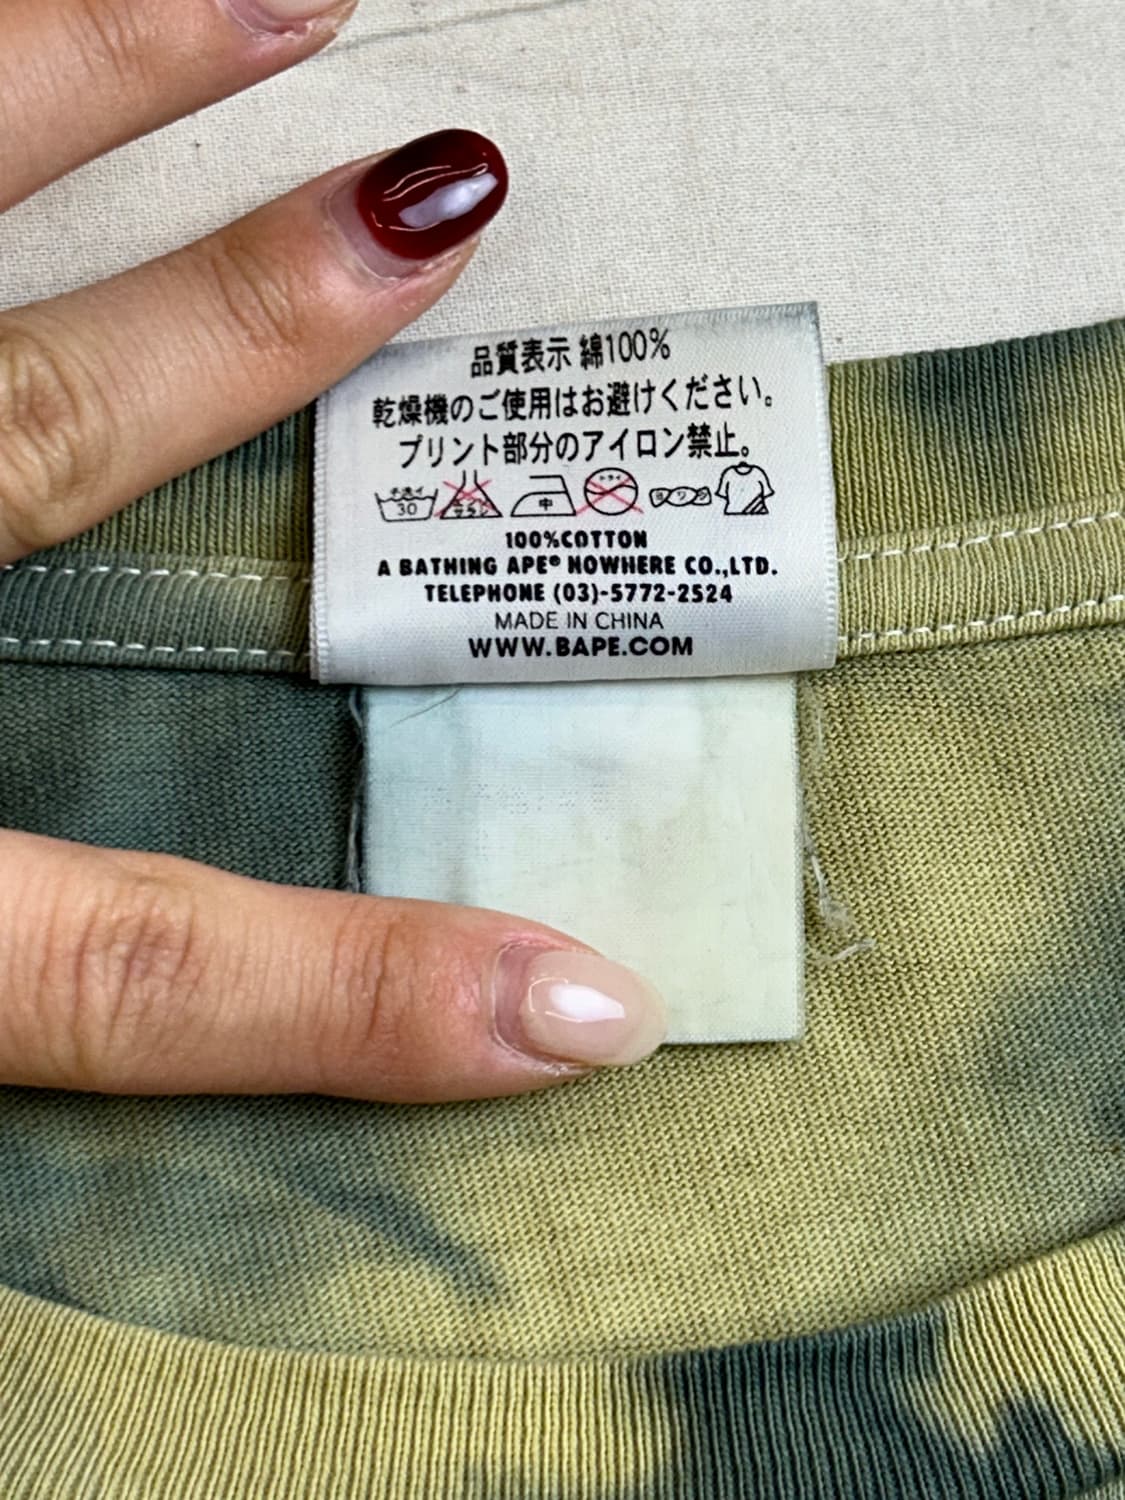 品質表示 綿100%
乾燥機のご使用はお避けください。
プリント部分のアイロン禁止。
30 中
100%COTTON
A BATHING APE® NOWHERE CO.,LTD.
TELEPHONE (03)-5772-2524
MADE IN CHINA
WWW.BAPE.COM